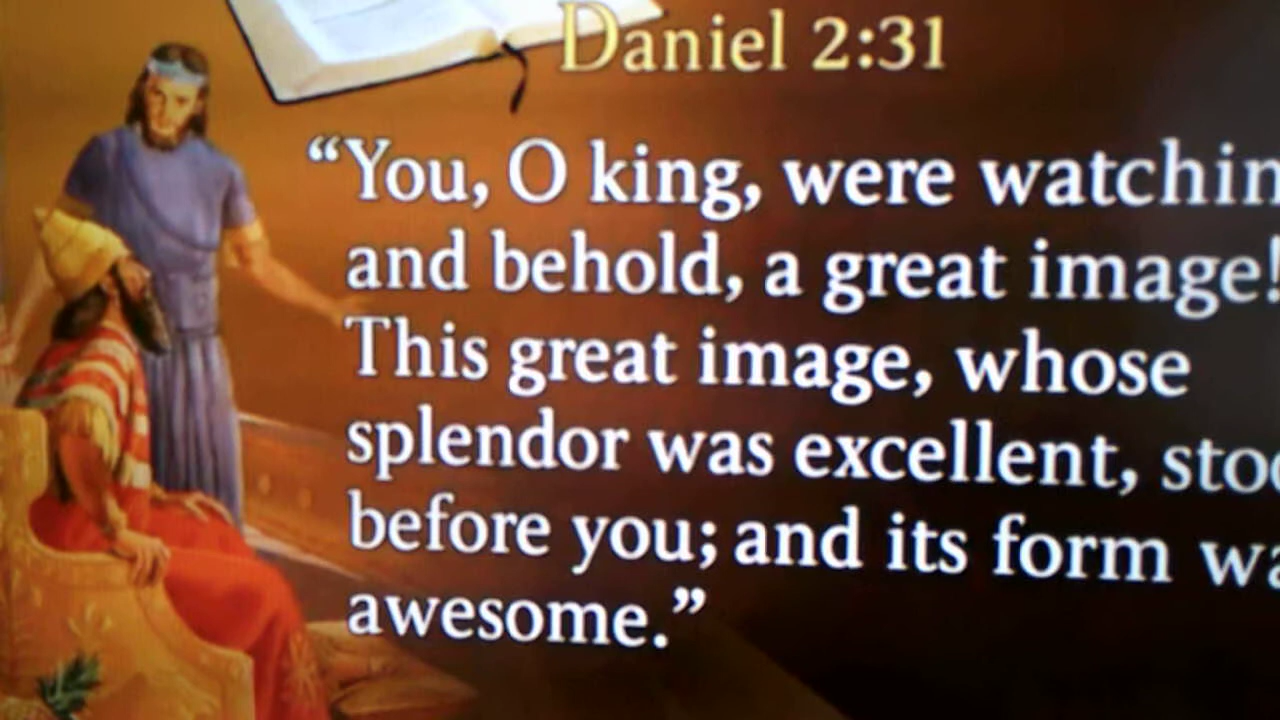 Daniel 2:31
“You, O king, were watchin
and behold, a great image!
This great image, whose
splendor was excellent, stoo
before you; and its form wa
awesome.”